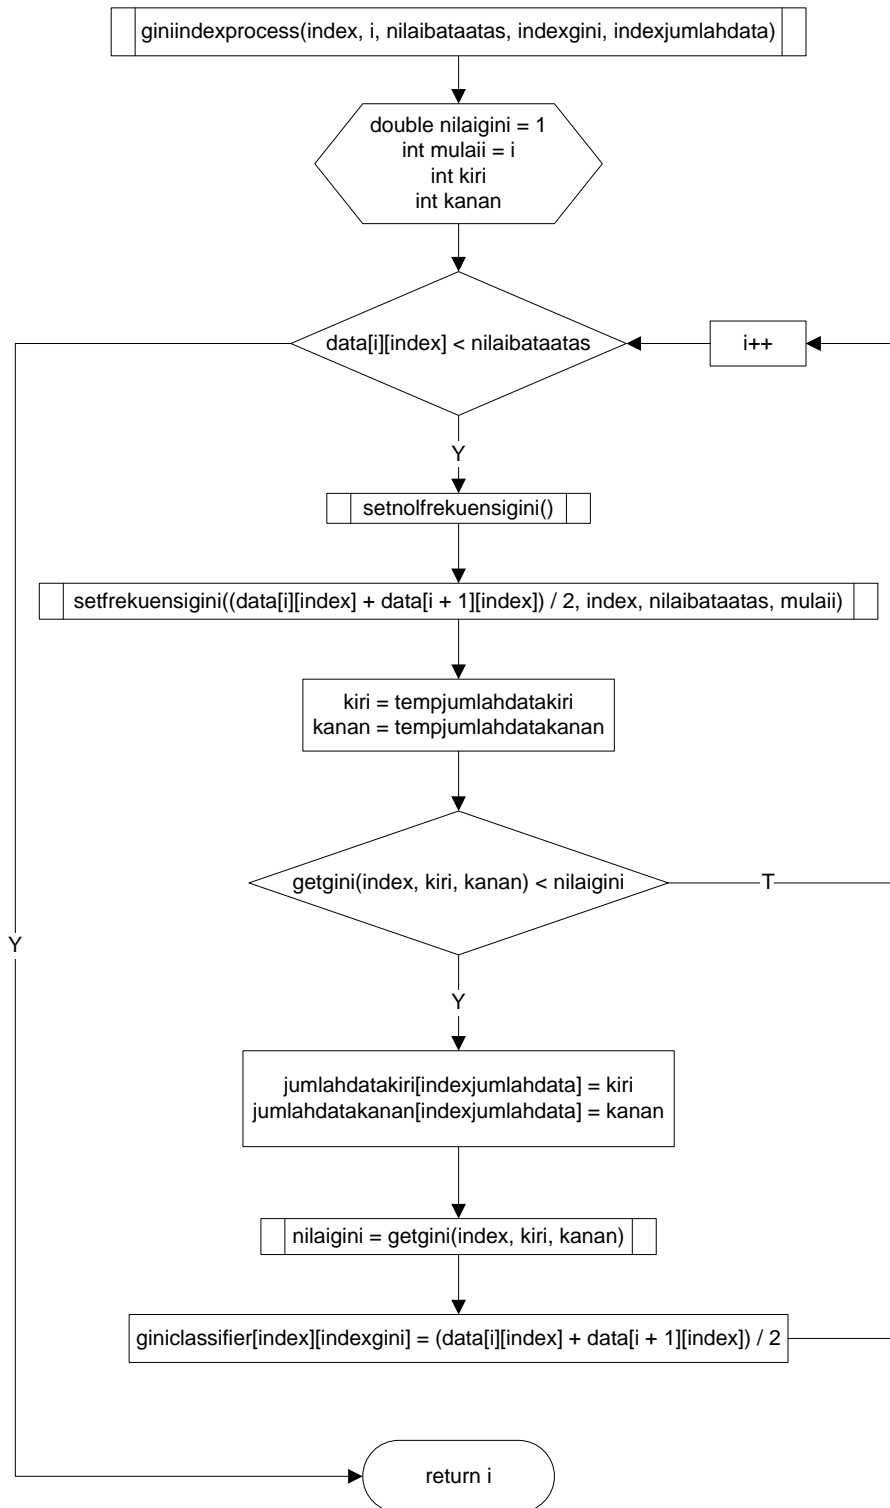 giniindexprocess(index, i, nilaibataatas, indexgini, indexjumlahdata)
double nilaigini = 1
int mulaii = i
int kiri
int kanan
data[i][index] < nilaibataatas
i++
Y
setnolfrekuensigini()
setfrekuensigini((data[i][index] + data[i + 1][index]) / 2, index, nilaibataatas, mulaii)
kiri = tempjumlahdatakiri
kanan = tempjumlahdatakanan
getgini(index, kiri, kanan) < nilaigini
T
Y
Y
jumlahdatakiri[indexjumlahdata] = kiri
jumlahdatakanan[indexjumlahdata] = kanan
nilaigini = getgini(index, kiri, kanan)
giniclassifier[index][indexgini] = (data[i][index] + data[i + 1][index]) / 2
return i